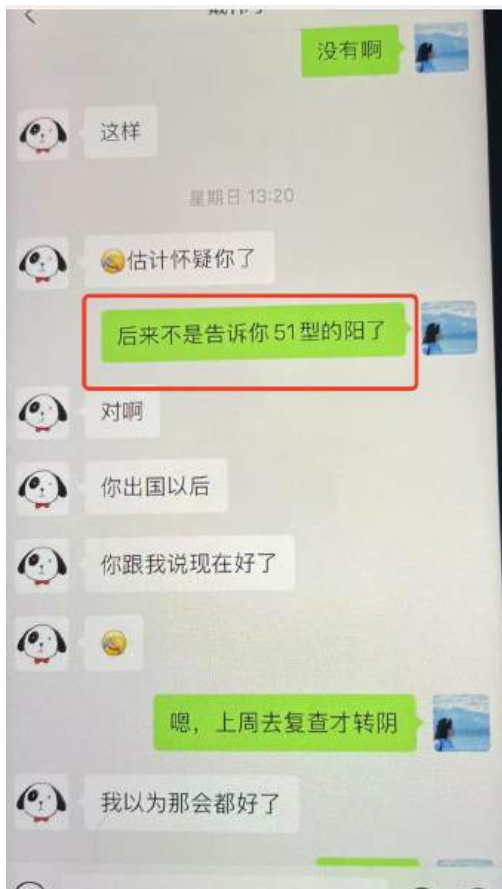 没有啊
这样
星期日 13:20
估计怀疑你了
后来不是告诉你 51 型的阳了
对啊
你出国以后
你跟我说现在好了
嗯，上周去复查才转阴
我以为那会都好了